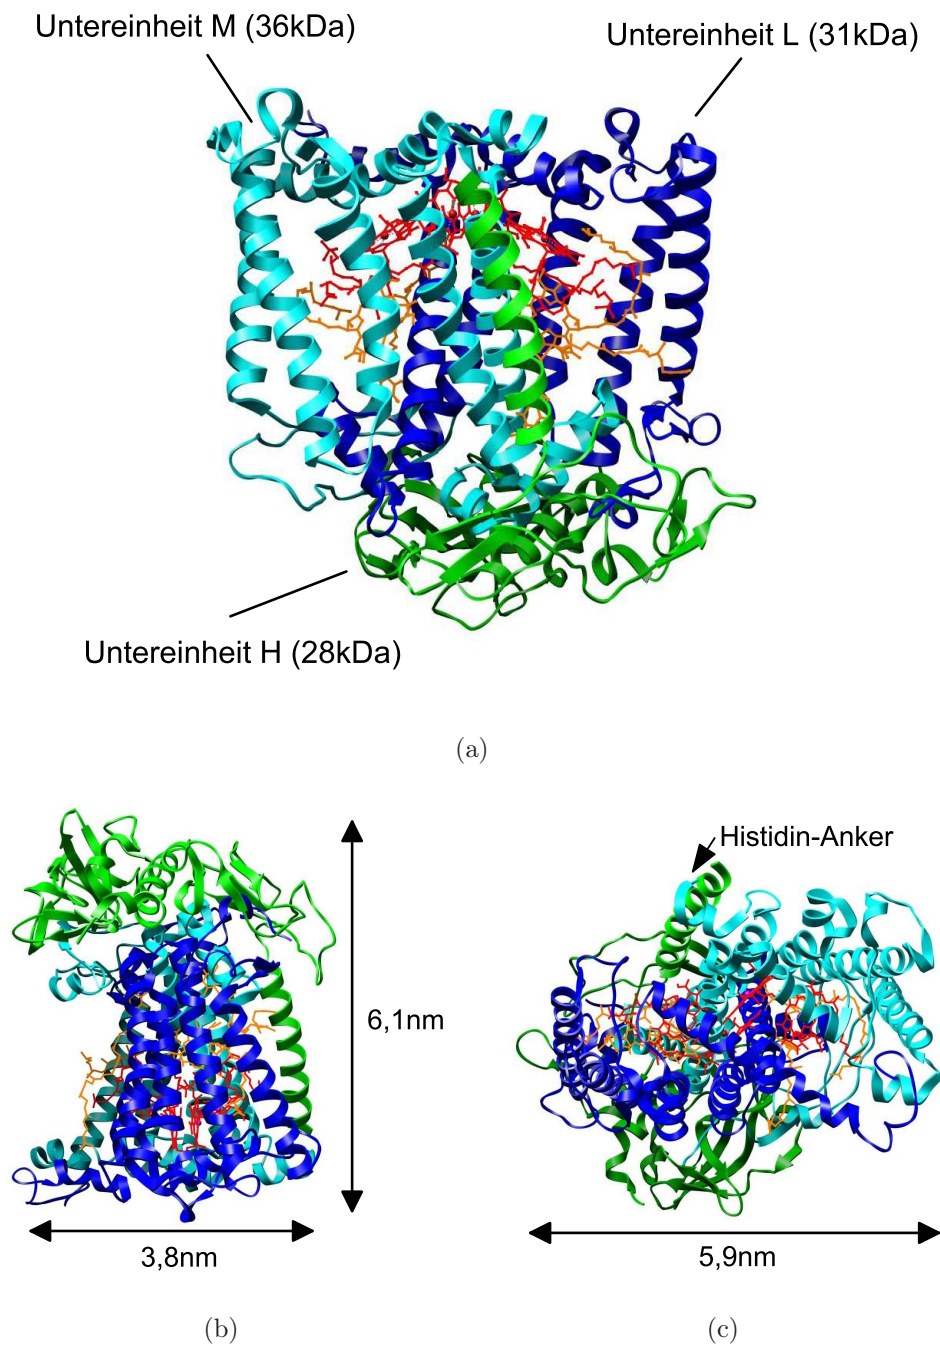 Untereinheit M (36kDa)
Untereinheit L (31kDa)
Untereinheit H (28kDa)
(a)
Histidin-Anker
6,1nm
3,8nm
5,9nm
(b)
(c)